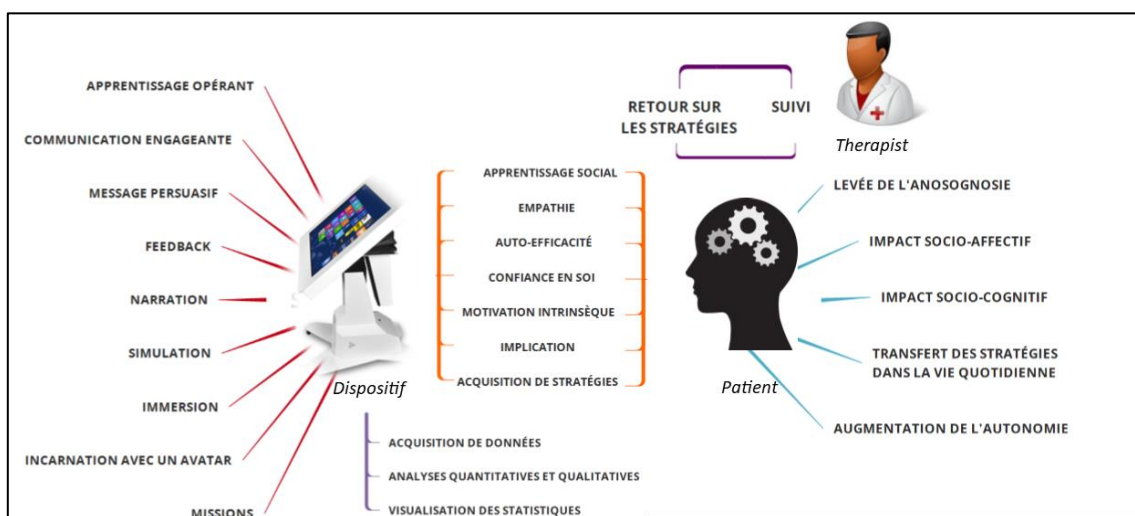 APPRENTISSAGE OPÉRANT
COMMUNICATION ENGAGEANTE
MESSAGE PERSUASIF
FEEDBACK
NARRATION
SIMULATION
IMMERSION
INCARNATION AVEC UN AVATAR
MISSIONS
Dispositif
ACQUISITION DE DONNÉES
ANALYSES QUANTITATIVES ET QUALITATIVES
VISUALISATION DES STATISTIQUES
APPRENTISSAGE SOCIAL
EMPATHIE
AUTO-EFFICACITÉ
CONFIANCE EN SOI
MOTIVATION INTRINSÈQUE
IMPLICATION
ACQUISITION DE STRATÉGIES
RETOUR SUR
LES STRATÉGIES
SUIVI
Therapist
Patient
LEVÉE DE L'ANOSOGNOSIE
IMPACT SOCIO-AFFECTIF
IMPACT SOCIO-COGNITIF
TRANSFERT DES STRATÉGIES
DANS LA VIE QUOTIDIENNE
AUGMENTATION DE L'AUTONOMIE